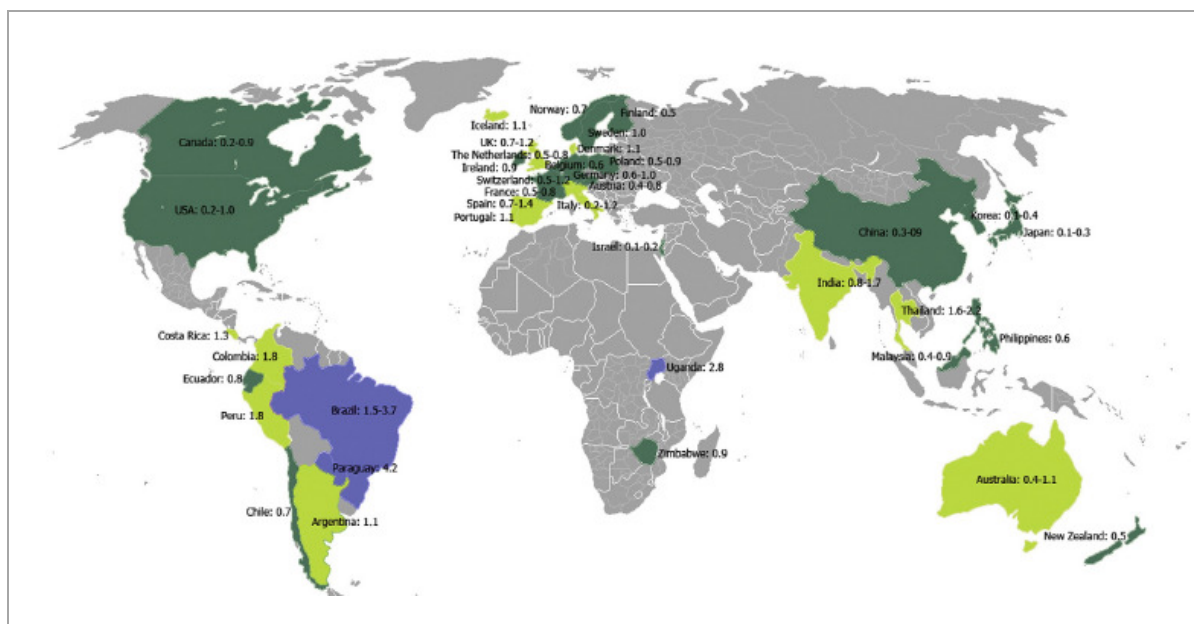 Norway: 0.7
Finland: 0.5
Iceland: 1.1
Sweden: 1.0
UK: 0.7-1.2
Denmark: 1.1
The Netherlands: 0.5-0.8
Belgium: 0.6
Poland: 0.5-0.9
Ireland: 0.9
Germany: 0.6-1.0
Switzerland: 0.5-1.2
Austria: 0.4-0.8
France: 0.5-0.8
Spain: 0.7-1.4
Italy: 0.2-1.2
Portugal: 1.1
Canada: 0.2-0.9
USA: 0.2-1.0
Israel: 0.1-0.2
China: 0.3-09
Korea: 0.1-0.4
Japan: 0.1-0.3
India: 0.8-1.7
Thailand: 1.6-2.2
Philippines: 0.6
Malaysia: 0.4-0.9
Costa Rica: 1.3
Colombia: 1.8
Ecuador: 0.8
Peru: 1.8
Brazil: 1.5-3.7
Paraguay: 4.2
Chile: 0.7
Argentina: 1.1
Uganda: 2.8
Zimbabwe: 0.9
Australia: 0.4-1.1
New Zealand: 0.5